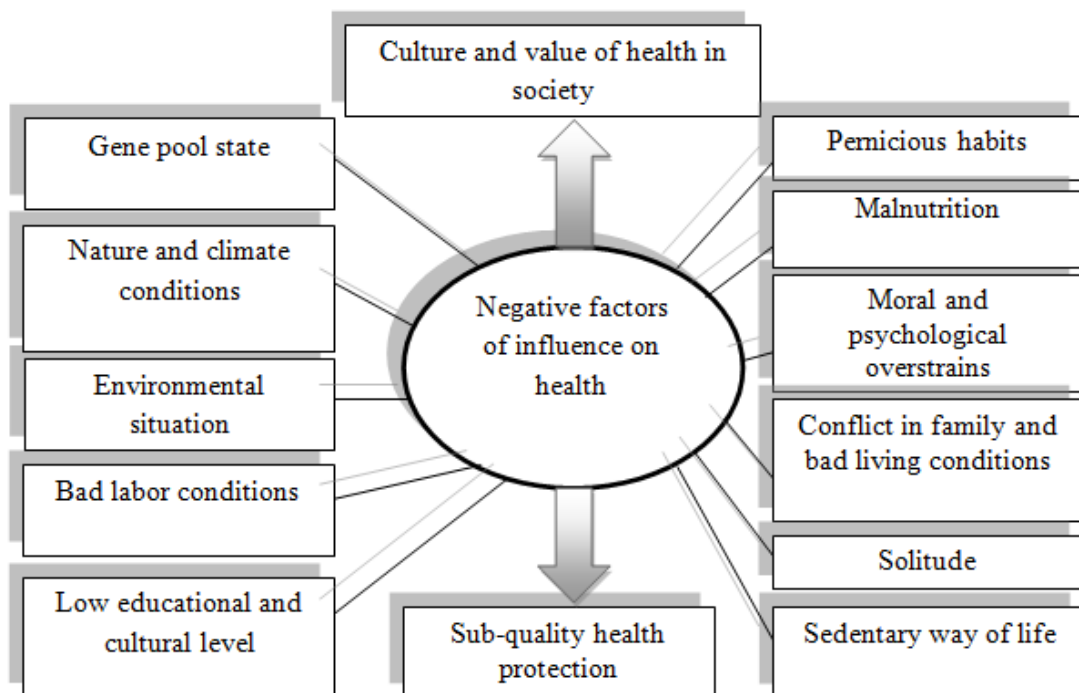 Culture and value of health in
society
Gene pool state
Nature and climate
conditions
Environmental
situation
Bad labor conditions
Low educational and
cultural level
Negative factors
of influence on
health
Sub-quality health
protection
Pernicious habits
Malnutrition
Moral and
psychological
overstrains
Conflict in family and
bad living conditions
Solitude
Sedentary way of life